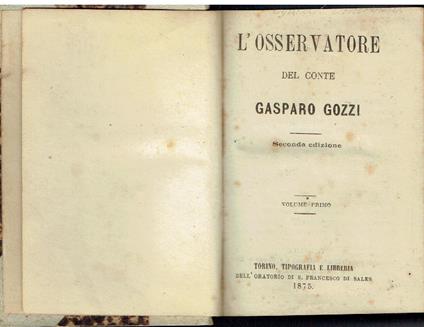 L'OSSERVATORE
DEL CONTE
GASPARO GOZZI
Seconda edizione
VOLUME PRIMO
TORINO, TIPOGRAFIA E LIBRERIA
DELL'ORATORIO DI S. FRANCESCO DI SALES
1875.